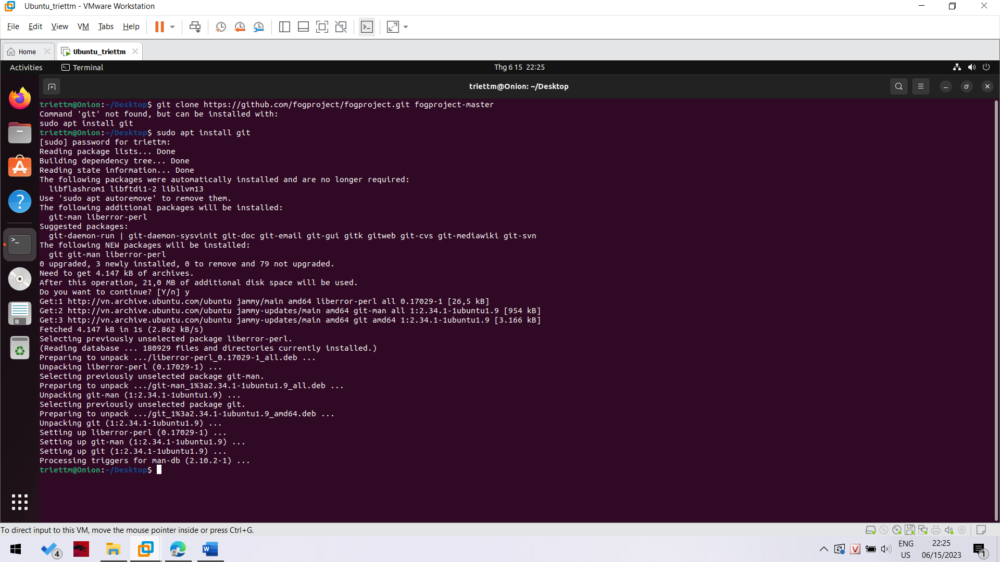 Ubuntu_triettm - VMware Workstation
File Edit View VM Tabs Help
Home
Ubuntu_triettm
Activities
Terminal
Thg 6 15 22:25
triettm@Onion: ~/Desktop
triettm@Onion:~/Desktop$ git clone https://github.com/fogproject/fogproject.git fogproject-master
Command 'git' not found, but can be installed with:
sudo apt install git
triettm@Onion:~/Desktop$ sudo apt install git
[sudo] password for triettm:
Reading package lists... Done
Building dependency tree... Done
Reading state information... Done
The following packages were automatically installed and are no longer required:
libflashrom1 libftdi1-2 libllvm13
Use 'sudo apt autoremove' to remove them.
The following additional packages will be installed:
git-man liberror-perl
Suggested packages:
git-daemon-run | git-daemon-sysvinit git-doc git-email git-gui gitk gitweb git-cvs git-mediawiki git-svn
The following NEW packages will be installed:
git git-man liberror-perl
0 upgraded, 3 newly installed, 0 to remove and 79 not upgraded.
Need to get 4.147 kB of archives.
After this operation, 21,0 MB of additional disk space will be used.
Do you want to continue? [Y/n] y
Get:1 http://vn.archive.ubuntu.com/ubuntu jammy/main amd64 liberror-perl all 0.17029-1 [26,5 kB]
Get:2 http://vn.archive.ubuntu.com/ubuntu jammy-updates/main amd64 git-man all 1:2.34.1-1ubuntu1.9 [954 kB]
Get:3 http://vn.archive.ubuntu.com/ubuntu jammy-updates/main amd64 git amd64 1:2.34.1-1ubuntu1.9 [3.166 kB]
Fetched 4.147 kB in 1s (2.862 kB/s)
Selecting previously unselected package liberror-perl.
(Reading database ... 180929 files and directories currently installed.)
Preparing to unpack .../liberror-perl_0.17029-1_all.deb ...
Unpacking liberror-perl (0.17029-1) ...
Selecting previously unselected package git-man.
Preparing to unpack .../git-man_1%3a2.34.1-1ubuntu1.9_all.deb ...
Unpacking git-man (1:2.34.1-1ubuntu1.9) ...
Selecting previously unselected package git.
Preparing to unpack .../git_1%3a2.34.1-1ubuntu1.9_amd64.deb ...
Unpacking git (1:2.34.1-1ubuntu1.9) ...
Setting up liberror-perl (0.17029-1) ...
Setting up git-man (1:2.34.1-1ubuntu1.9) ...
Setting up git (1:2.34.1-1ubuntu1.9) ...
Processing triggers for man-db (2.10.2-1) ...
triettm@Onion:~/Desktop$
To direct input to this VM, move the mouse pointer inside or press Ctrl+G.
4
W
V
ENG
US
22:25
06/15/2023
1